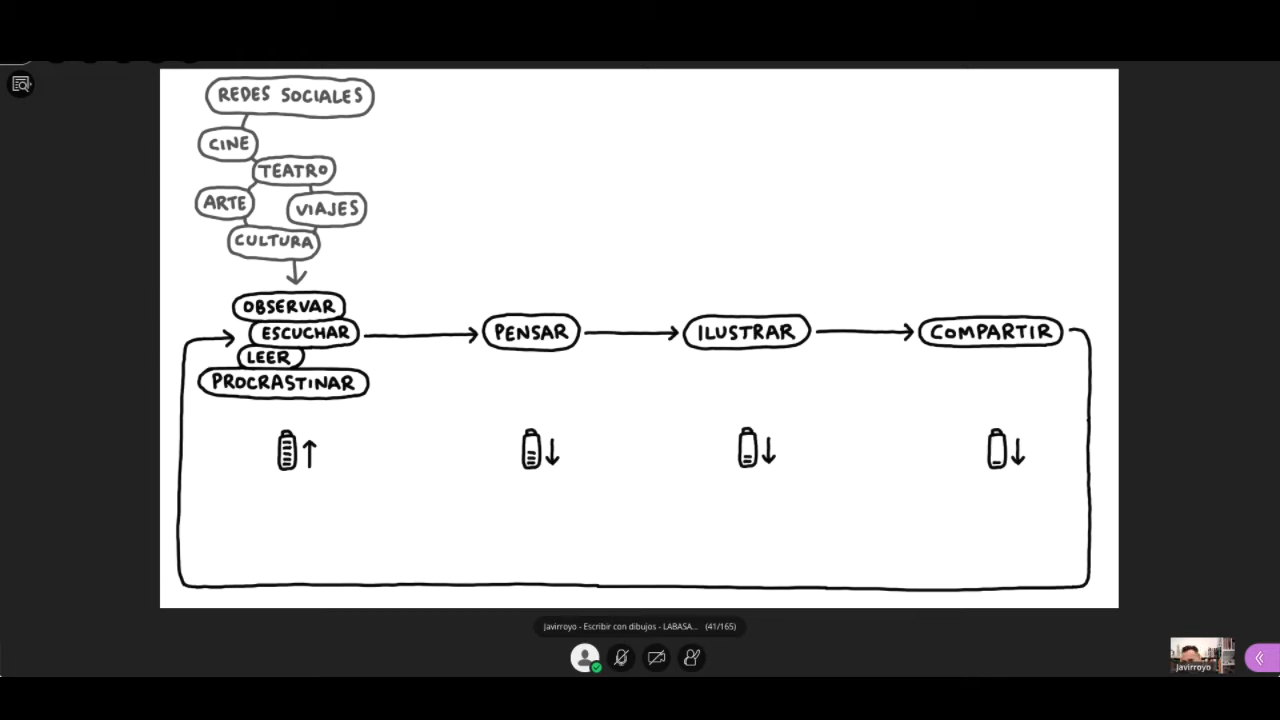 REDES SOCIALES
CINE
TEATRO
ARTE
VIAJES
CULTURA
OBSERVAR
ESCUCHAR
LEER
PROCRASTINAR
PENSAR
ILUSTRAR
COMPARTIR
Javirroyo - Escribir con dibujos - LABASA... (41/165)
Javirroyo